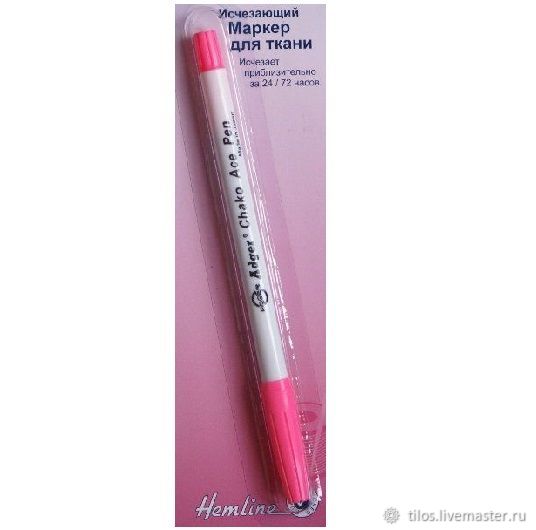 Исчезающий
Маркер
для ткани
Исчезает
приблизительно
за 24 / 72 часов.
Adger® Chako Ace Pen
Hemline
tilos.livemaster.ru